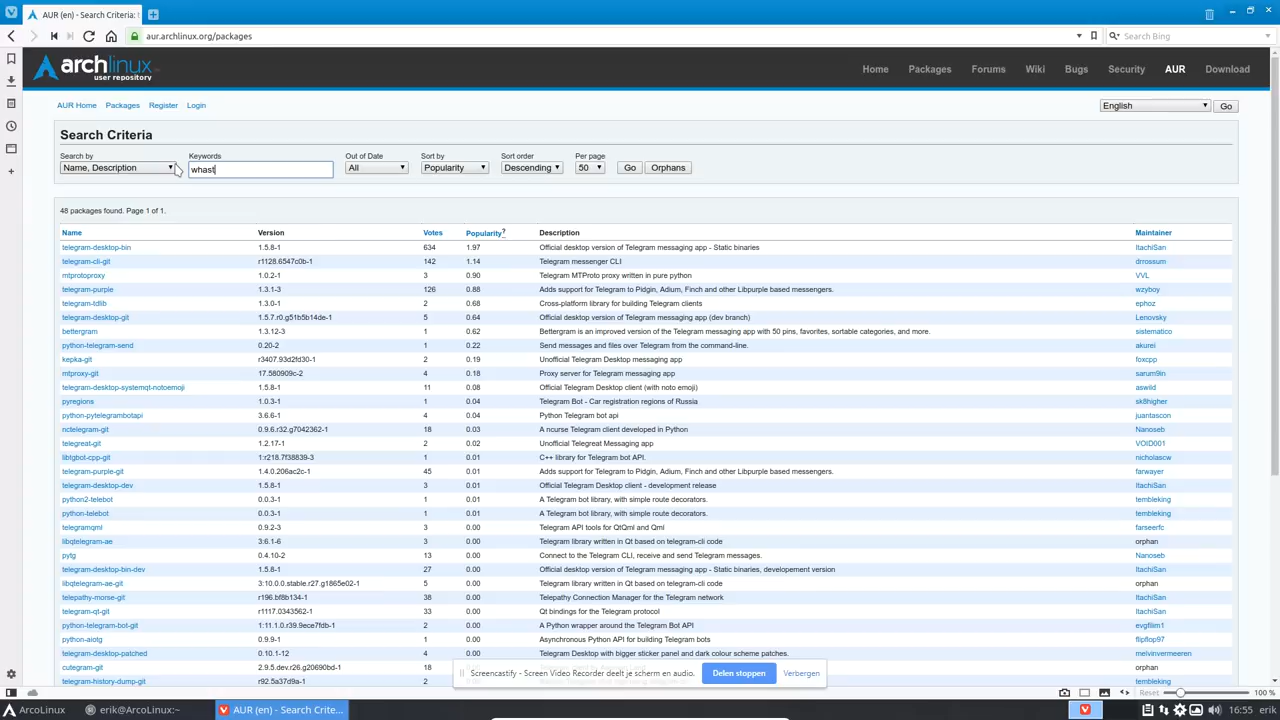 AUR (en) - Search Criteria: t
aur.archlinux.org/packages
Search Bing
archlinux
user repository
Home Packages Forums Wiki Bugs Security AUR Download
AUR Home Packages Register Login
English Go
Search Criteria
Search by Keywords Out of Date Sort by Sort order Per page
Name, Description whast All Popularity Descending 50 Go Orphans
48 packages found. Page 1 of 1.
Name Version Votes Popularity? Description Maintainer
telegram-desktop-bin 1.5.8-1 634 1.97 Official desktop version of Telegram messaging app - Static binaries ItachiSan
telegram-cli-git r1128.6547c0b-1 142 1.14 Telegram messenger CLI drrossum
mtprotoproxy 1.0.2-1 3 0.90 Telegram MTProto proxy written in pure python VVL
telegram-purple 1.3.1-3 126 0.88 Adds support for Telegram to Pidgin, Adium, Finch and other Libpurple based messengers. wzyboy
telegram-tdlib 1.3.0-1 2 0.68 Cross-platform library for building Telegram clients ephoz
telegram-desktop-git 1.5.7.r0.g51b5b14de-1 5 0.64 Official desktop version of Telegram messaging app (dev branch) Lenovsky
bettergram 1.3.12-3 1 0.62 Bettergram is an improved version of the Telegram messaging app with 50 pins, favorites, sortable categories, and more. sistematico
python-telegram-send 0.20-2 1 0.22 Send messages and files over Telegram from the command-line. akurei
kepka-git r3407.93d2fd30-1 2 0.19 Unofficial Telegram Desktop messaging app foxcpp
mtproxy-git 17.580909c-2 4 0.18 Proxy server for Telegram messaging app sarum9in
telegram-desktop-systemqt-notoemoji 1.5.8-1 11 0.08 Official Telegram Desktop client (with noto emoji) aswild
pyregions 1.0.3-1 1 0.04 Telegram Bot - Car registration regions of Russia sk8higher
python-pytelegrambotapi 3.6.6-1 4 0.04 Python Telegram bot api juantascon
nctelegram-git 0.9.6.r32.g7042362-1 18 0.03 A ncurse Telegram client developed in Python Nanoseb
telegreat-git 1.2.17-1 2 0.02 Unofficial Telegreat Messaging app VOID001
libtgbot-cpp-git 1:r218.7f38839-3 1 0.01 C++ library for Telegram bot API. nicholascw
telegram-purple-git 1.4.0.206ac2c-1 45 0.01 Adds support for Telegram to Pidgin, Adium, Finch and other Libpurple based messengers. farwayer
telegram-desktop-dev 1.5.8-1 3 0.01 Official Telegram Desktop client - development release ItachiSan
python2-telebot 0.0.3-1 1 0.01 A Telegram bot library, with simple route decorators. tembleking
python-telebot 0.0.3-1 1 0.01 A Telegram bot library, with simple route decorators. tembleking
telegramqml 0.9.2-3 3 0.00 Telegram API tools for QtQml and Qml farseerfc
libqtelegram-ae 3:6.1-6 3 0.00 Telegram library written in Qt based on telegram-cli code orphan
pytg 0.4.10-2 13 0.00 Connect to the Telegram CLI, receive and send Telegram messages. Nanoseb
telegram-desktop-bin-dev 1.5.8-1 27 0.00 Official desktop version of Telegram messaging app - Static binaries, developement version ItachiSan
libqtelegram-ae-git 3:10.0.0.stable.r27.g1865e02-1 5 0.00 Telegram library written in Qt based on telegram-cli code orphan
telepathy-morse-git r196.bf8b134-1 38 0.00 Telepathy Connection Manager for the Telegram network ItachiSan
telegram-qt-git r1117.0343562-1 33 0.00 Qt bindings for the Telegram protocol ItachiSan
python-telegram-bot-git 1:11.1.0.r39.9ece7fdb-1 2 0.00 A Python wrapper around the Telegram Bot API evgfilim1
python-aiotg 0.9.9-1 1 0.00 Asynchronous Python API for building Telegram bots flipflop97
telegram-desktop-patched 0.10.1-12 4 0.00 Telegram Desktop with bigger sticker panel and dark colour scheme patches. melvinvermeeren
cutegram-git 2.9.5.dev.r26.g20690bd-1 18 orphan
telegram-history-dump-git r92.5a37d9a-1 2 tembleking
Screencastify - Screen Video Recorder deelt je scherm en audio. Delen stoppen Verbergen
Reset 100 %
ArcoLinux erik@ArcoLinux:~ AUR (en) - Search Crite... 16:55 erik